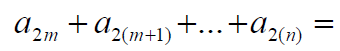 a_{2m} + a_{2(m+1)} + ... + a_{2(n)} =